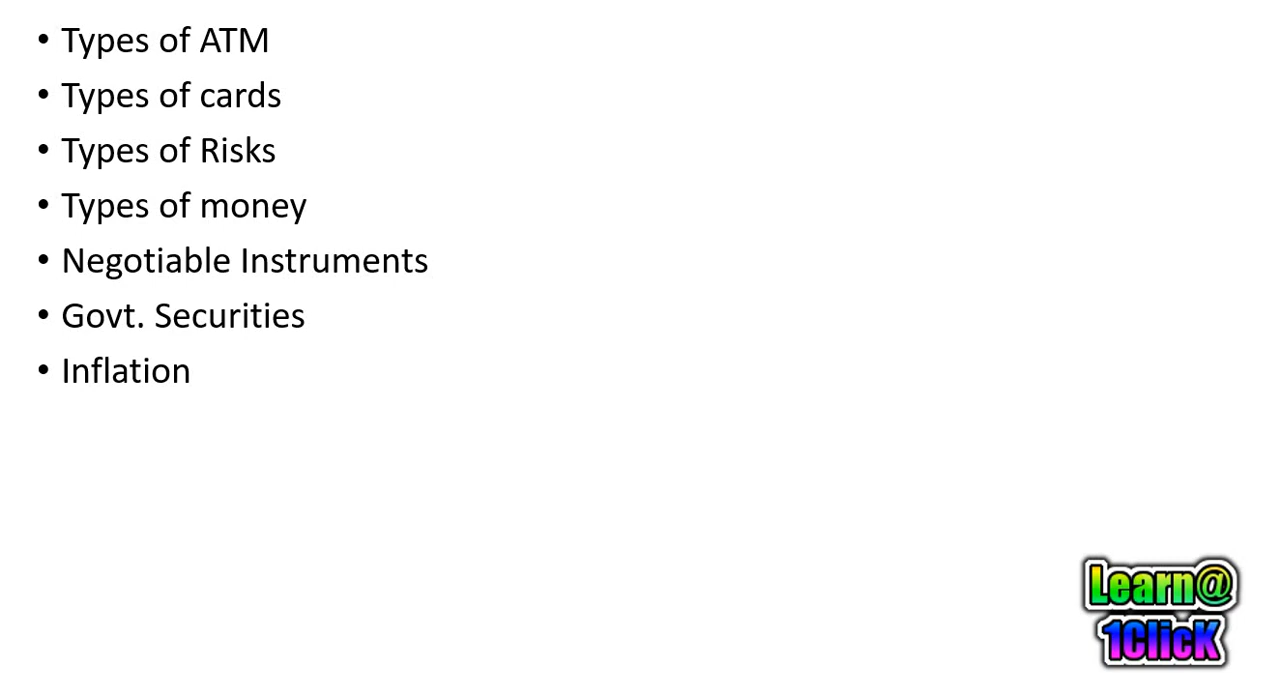 • Types of ATM
• Types of cards
• Types of Risks
• Types of money
• Negotiable Instruments
• Govt. Securities
• Inflation
Learn@
1ClicK